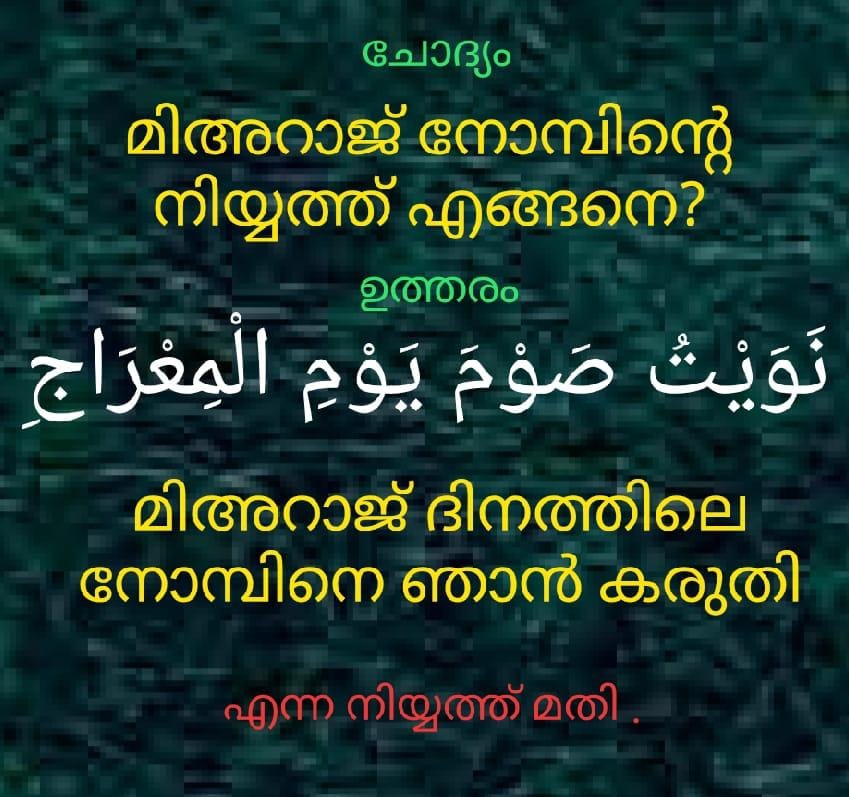 ചോദ്യം
മിഅറാജ് നോമ്പിന്റെ
നിയ്യത്ത് എങ്ങനെ?
ഉത്തരം
نَوَيْتُ صَوْمَ يَوْمِ الْمِعْرَاجِ
മിഅറാജ് ദിനത്തിലെ
നോമ്പിനെ ഞാൻ കരുതി
എന്ന നിയ്യത്ത് മതി .